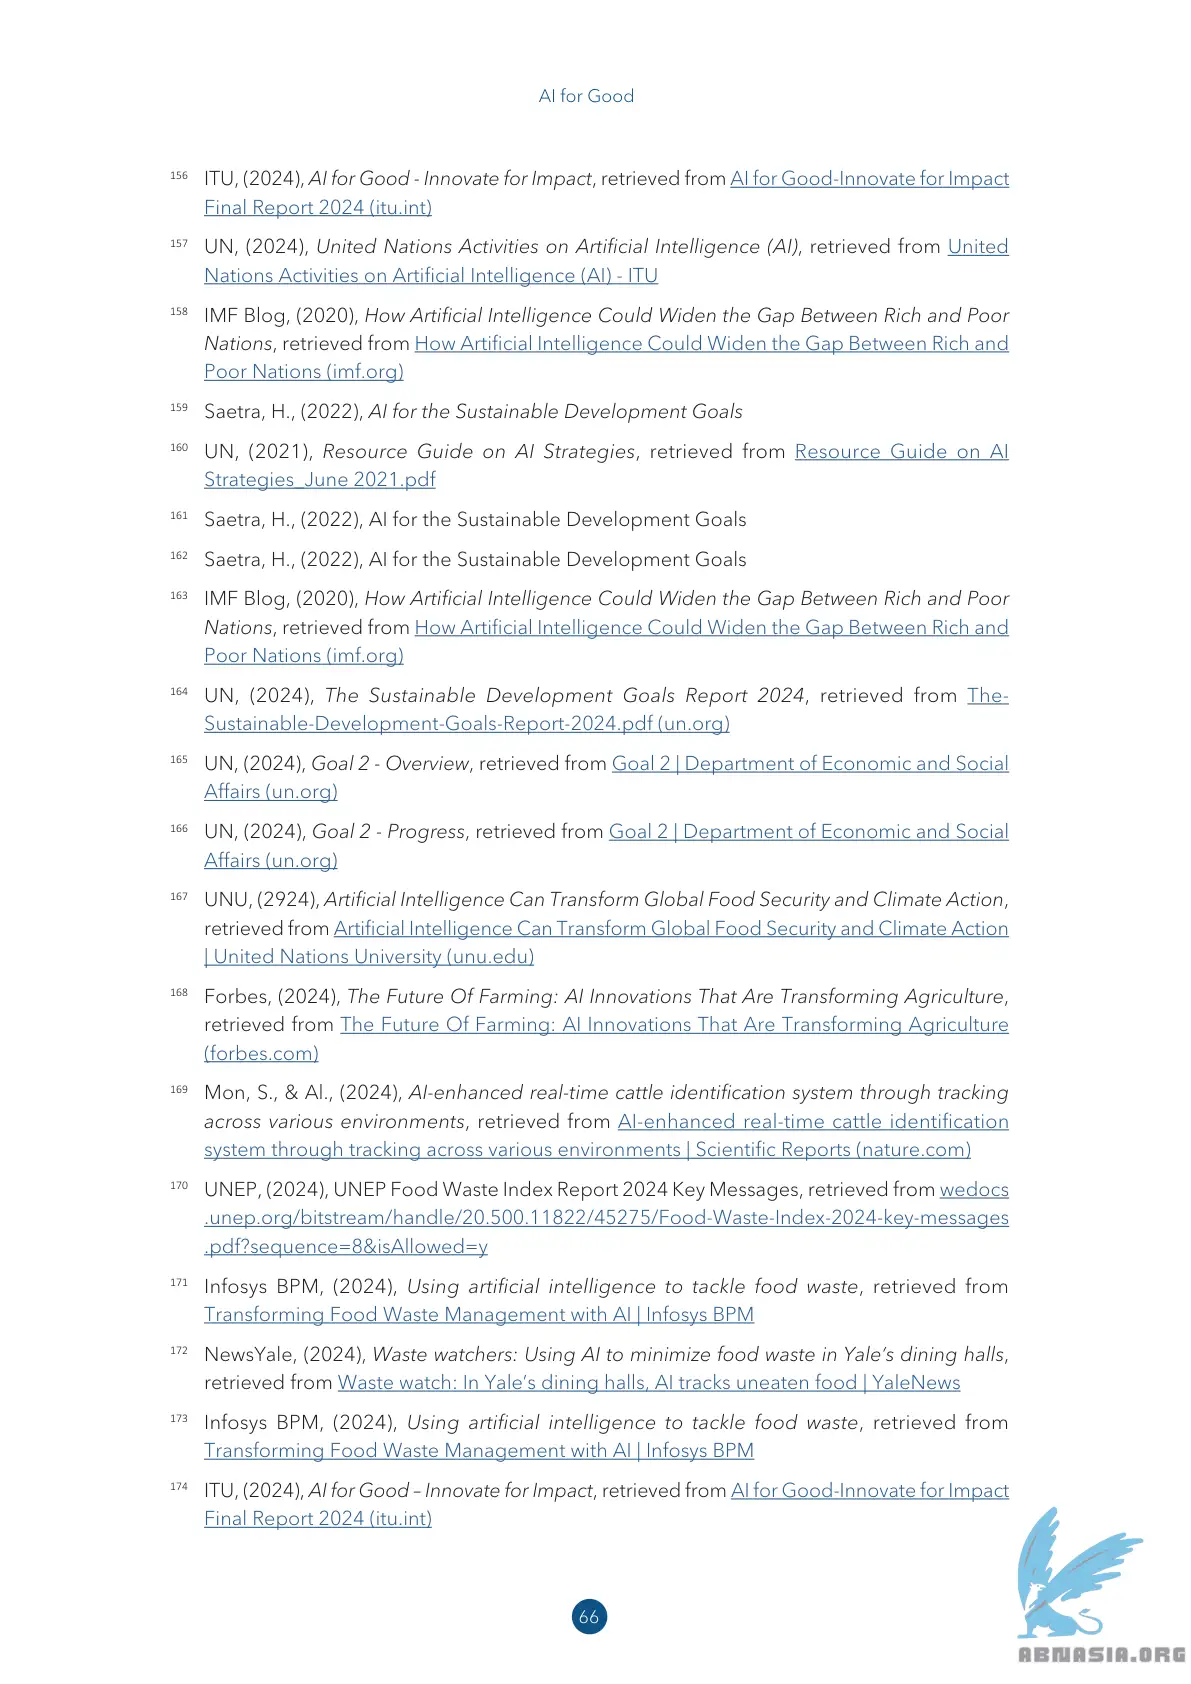 AI for Good
156 ITU, (2024), AI for Good - Innovate for Impact, retrieved from AI for Good-Innovate for Impact
Final Report 2024 (itu.int)
157 UN, (2024), United Nations Activities on Artificial Intelligence (AI), retrieved from United
Nations Activities on Artificial Intelligence (AI) - ITU
158 IMF Blog, (2020), How Artificial Intelligence Could Widen the Gap Between Rich and Poor
Nations, retrieved from How Artificial Intelligence Could Widen the Gap Between Rich and
Poor Nations (imf.org)
159 Saetra, H., (2022), AI for the Sustainable Development Goals
160 UN, (2021), Resource Guide on AI Strategies, retrieved from Resource Guide on AI
Strategies_June 2021.pdf
161 Saetra, H., (2022), AI for the Sustainable Development Goals
162 Saetra, H., (2022), AI for the Sustainable Development Goals
163 IMF Blog, (2020), How Artificial Intelligence Could Widen the Gap Between Rich and Poor
Nations, retrieved from How Artificial Intelligence Could Widen the Gap Between Rich and
Poor Nations (imf.org)
164 UN, (2024), The Sustainable Development Goals Report 2024, retrieved from The-
Sustainable-Development-Goals-Report-2024.pdf (un.org)
165 UN, (2024), Goal 2 - Overview, retrieved from Goal 2 | Department of Economic and Social
Affairs (un.org)
166 UN, (2024), Goal 2 - Progress, retrieved from Goal 2 | Department of Economic and Social
Affairs (un.org)
167 UNU, (2924), Artificial Intelligence Can Transform Global Food Security and Climate Action,
retrieved from Artificial Intelligence Can Transform Global Food Security and Climate Action
| United Nations University (unu.edu)
168 Forbes, (2024), The Future Of Farming: AI Innovations That Are Transforming Agriculture,
retrieved from The Future Of Farming: AI Innovations That Are Transforming Agriculture
(forbes.com)
169 Mon, S., & Al., (2024), AI-enhanced real-time cattle identification system through tracking
across various environments, retrieved from AI-enhanced real-time cattle identification
system through tracking across various environments | Scientific Reports (nature.com)
170 UNEP, (2024), UNEP Food Waste Index Report 2024 Key Messages, retrieved from wedocs
.unep.org/bitstream/handle/20.500.11822/45275/Food-Waste-Index-2024-key-messages
.pdf?sequence=8&isAllowed=y
171 Infosys BPM, (2024), Using artificial intelligence to tackle food waste, retrieved from
Transforming Food Waste Management with AI | Infosys BPM
172 NewsYale, (2024), Waste watchers: Using AI to minimize food waste in Yale’s dining halls,
retrieved from Waste watch: In Yale’s dining halls, AI tracks uneaten food | YaleNews
173 Infosys BPM, (2024), Using artificial intelligence to tackle food waste, retrieved from
Transforming Food Waste Management with AI | Infosys BPM
174 ITU, (2024), AI for Good – Innovate for Impact, retrieved from AI for Good-Innovate for Impact
Final Report 2024 (itu.int)
66
ABNASIA.ORG